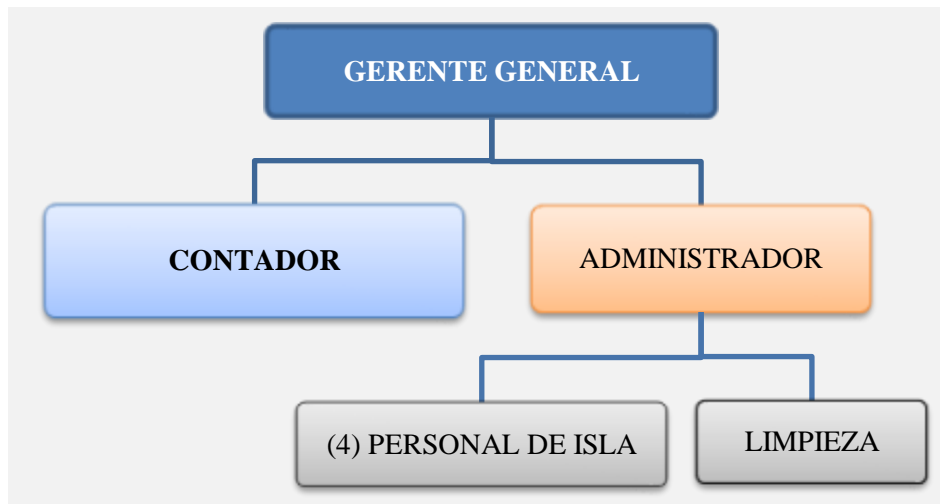 GERENTE GENERAL
CONTADOR
ADMINISTRADOR
(4) PERSONAL DE ISLA
LIMPIEZA